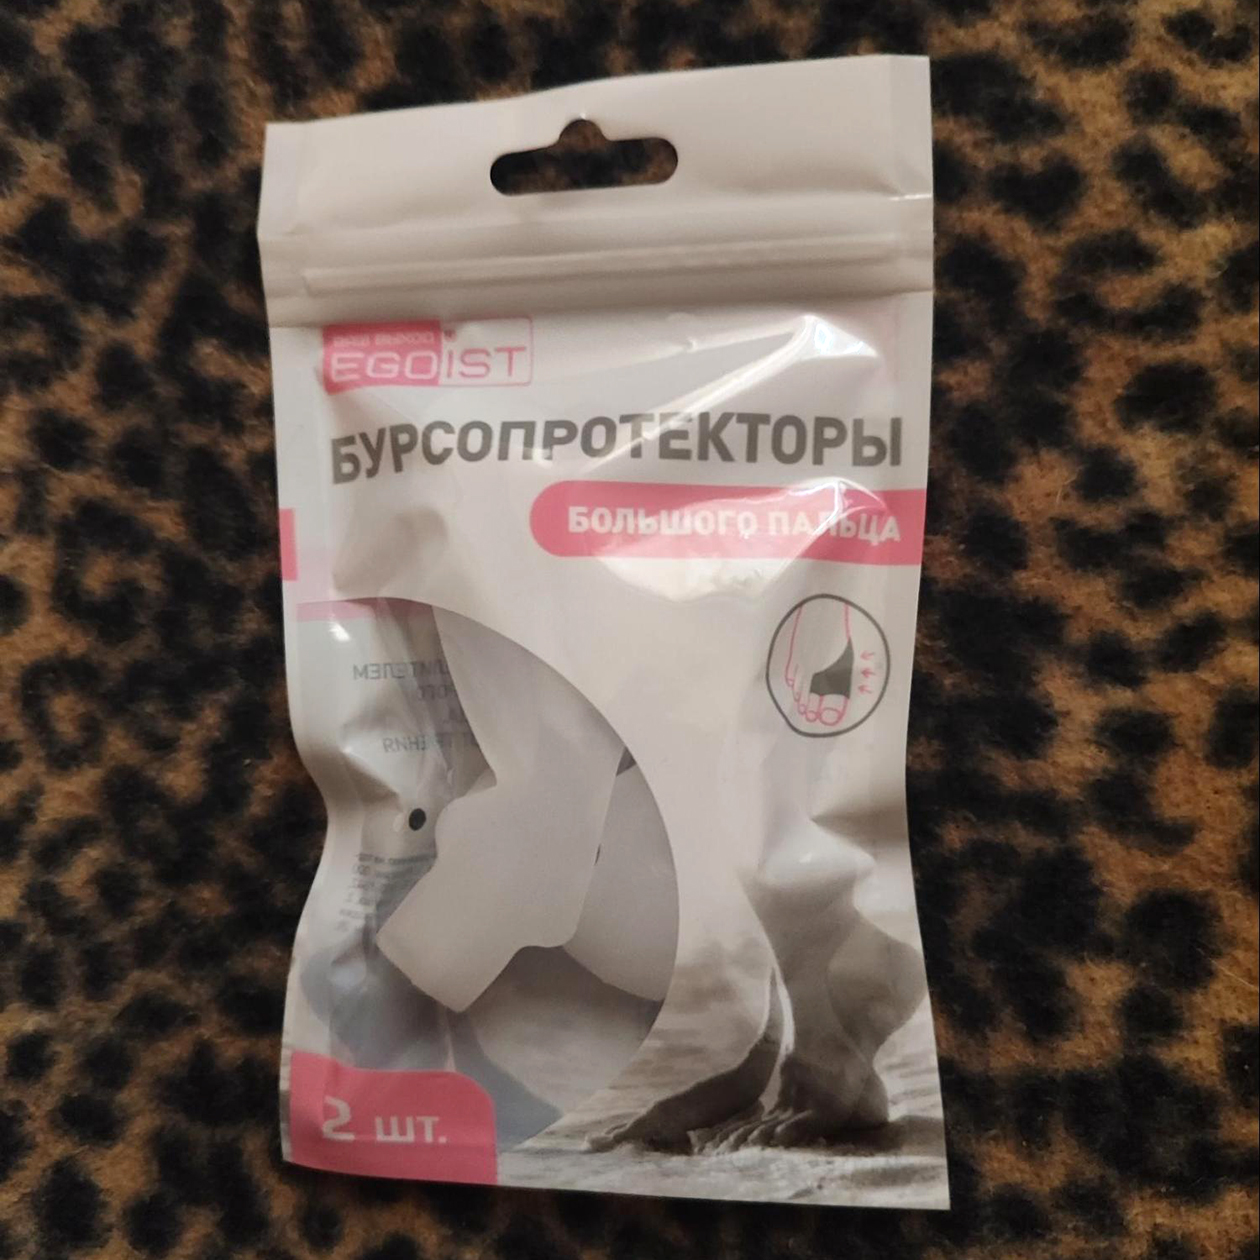 EGOIST
БУРСОПРОТЕКТОРЫ
БОЛЬШОГО ПАЛЬЦА
2 шт.